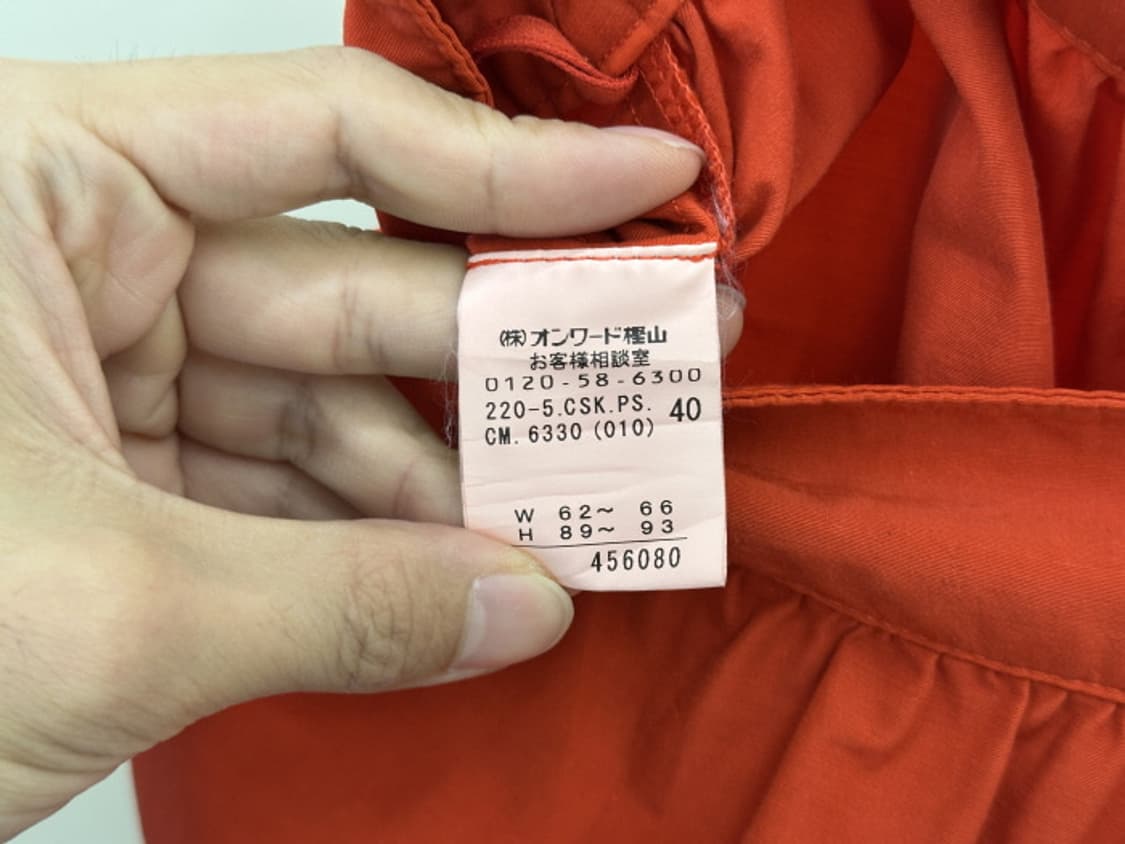 (株)オンワード樫山
お客様相談室
0120-58-6300
220-5.CSK.PS. 40
CM.6330(010)
W 62～ 66
H 89～ 93
456080